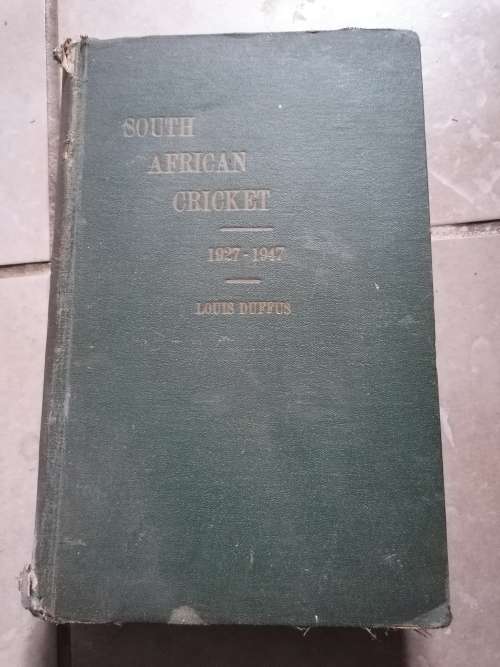 SOUTH
AFRICAN
CRICKET
1927-1947
LOUIS DUFFUS